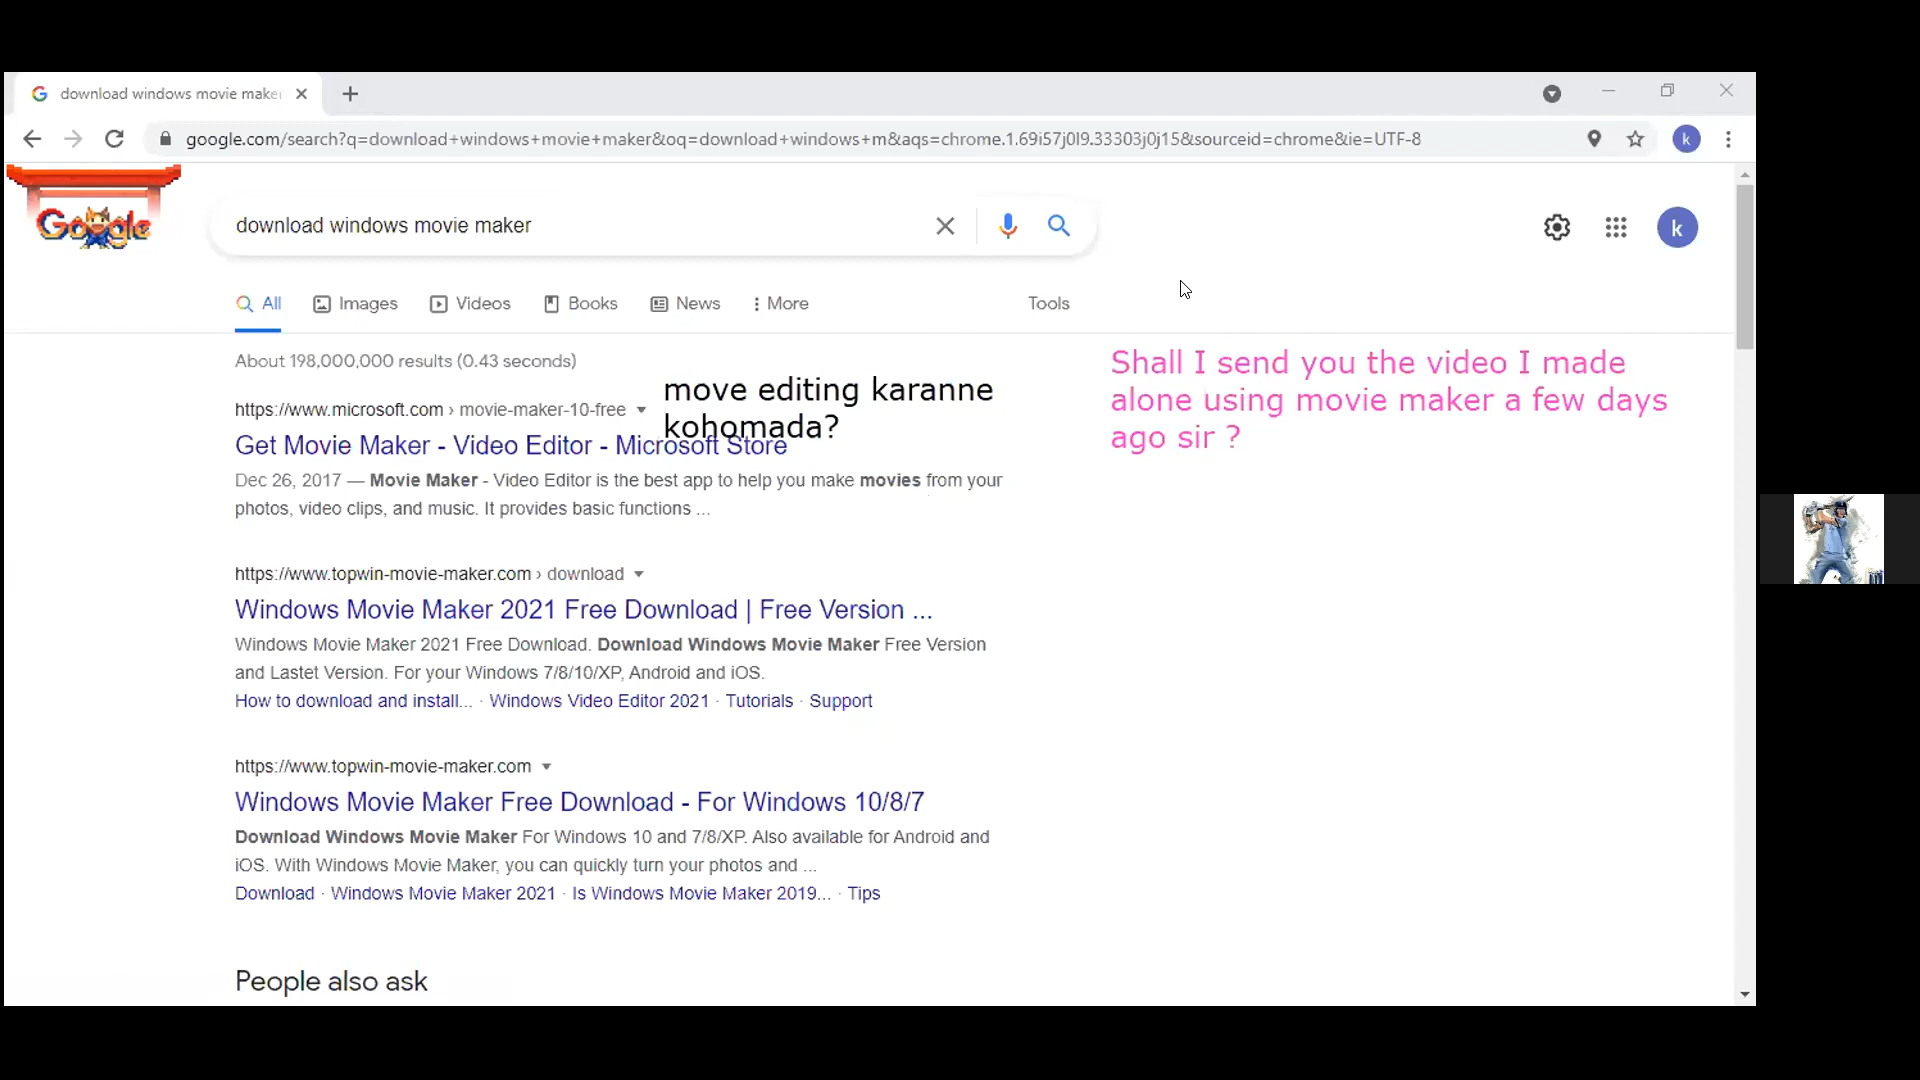 download windows movie maker
google.com/search?q=download+windows+movie+maker&oq=download+windows+m&aqs=chrome.1.69i57j0l9.33303j0j15&sourceid=chrome&ie=UTF-8
k
Google
download windows movie maker
k
All
Images
Videos
Books
News
More
Tools
About 198,000,000 results (0.43 seconds)
move editing karanne
kohomada?
Shall I send you the video I made
alone using movie maker a few days
ago sir ?
https://www.microsoft.com › movie-maker-10-free
Get Movie Maker - Video Editor - Microsoft Store
Dec 26, 2017 — Movie Maker - Video Editor is the best app to help you make movies from your
photos, video clips, and music. It provides basic functions ...
https://www.topwin-movie-maker.com › download
Windows Movie Maker 2021 Free Download | Free Version ...
Windows Movie Maker 2021 Free Download. Download Windows Movie Maker Free Version
and Lastet Version. For your Windows 7/8/10/XP, Android and iOS.
How to download and install... · Windows Video Editor 2021 · Tutorials · Support
https://www.topwin-movie-maker.com
Windows Movie Maker Free Download - For Windows 10/8/7
Download Windows Movie Maker For Windows 10 and 7/8/XP. Also available for Android and
iOS. With Windows Movie Maker, you can quickly turn your photos and ...
Download · Windows Movie Maker 2021 · Is Windows Movie Maker 2019... · Tips
People also ask